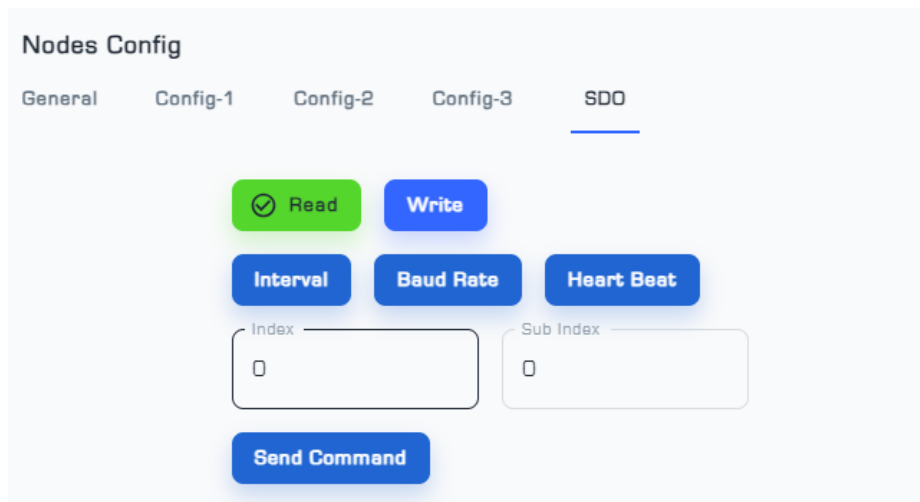 Nodes Config
General Config-1 Config-2 Config-3 SDO
Read Write
Interval Baud Rate Heart Beat
Index Sub Index
0 0
Send Command